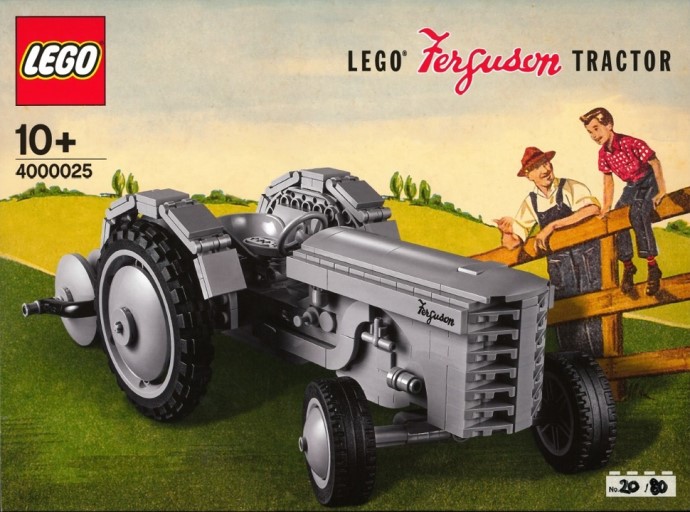 LEGO
LEGO® Ferguson TRACTOR
10+
4000025
Ferguson
No. 20 / 80